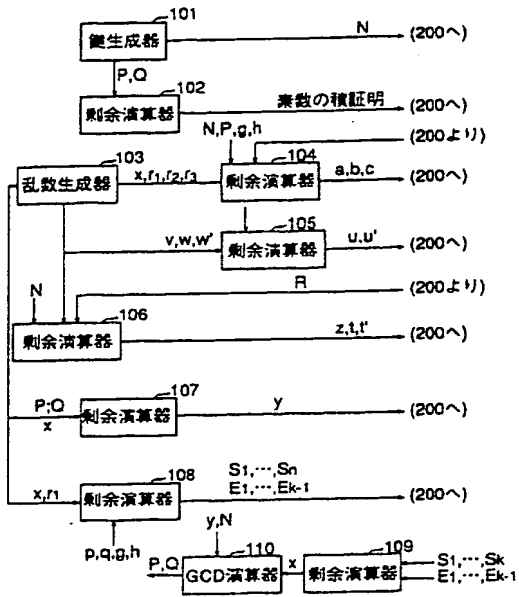 101
鍵生成器
N
(200へ)
P,Q
102
剰余演算器
素数の積証明
(200へ)
N,P,g,h
(200より)
103
乱数生成器
x,r1,r2,r3
104
剰余演算器
a,b,c
(200へ)
105
v,w,w'
剰余演算器
u,u'
(200へ)
N
R
(200より)
106
剰余演算器
z,t,t'
(200へ)
107
P,Q
x
剰余演算器
y
(200へ)
108
x,r1
剰余演算器
S1,…,Sn
E1,…,Ek-1
(200へ)
p,q,g,h
y,N
110
109
P,Q
GCD演算器
x
剰余演算器
S1,…,Sk
E1,…,Ek-1